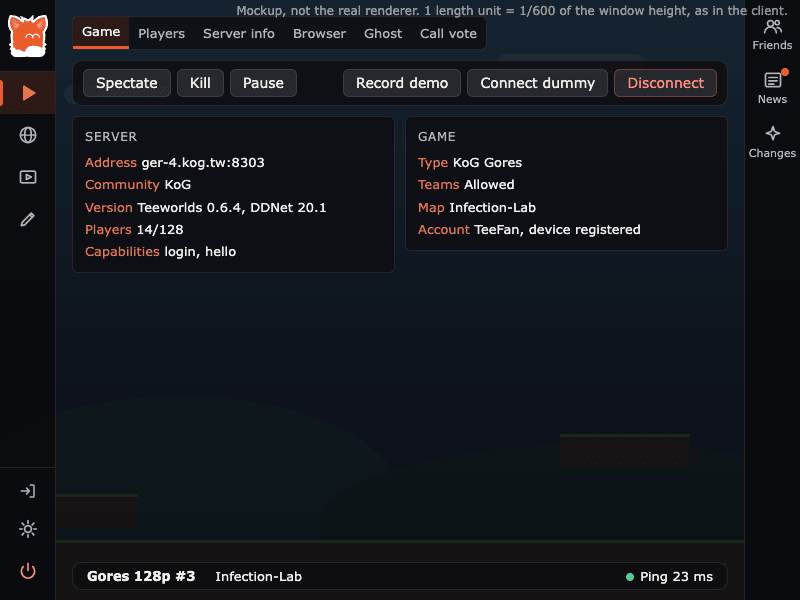 Mockup, not the real renderer. 1 length unit = 1/600 of the window height, as in the client.
Game Players Server info Browser Ghost Call vote
Friends
Spectate Kill Pause Record demo Connect dummy Disconnect
News
SERVER
Address ger-4.kog.tw:8303
Community KoG
Version Teeworlds 0.6.4, DDNet 20.1
Players 14/128
Capabilities login, hello
GAME
Type KoG Gores
Teams Allowed
Map Infection-Lab
Account TeeFan, device registered
Changes
Gores 128p #3 Infection-Lab Ping 23 ms